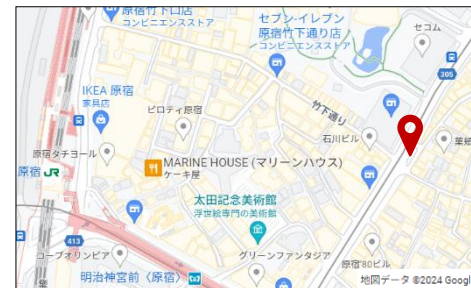 原宿竹下口店
コンビニエンスストア
セブン-イレブン
原宿竹下通り店
コンビニエンスストア
セコム
305
IKEA 原宿
家具店
ピロティ原宿
竹下通り
石川ビル
原宿タチヨール
MARINE HOUSE (マリーンハウス)
ケーキ屋
原宿 JR
太田記念美術館
浮世絵専門の美術館
413
コープオリンピア
グリーンファンタジア
原宿'80ビル
明治神宮前〈原宿〉
地図データ ©2024 Googl